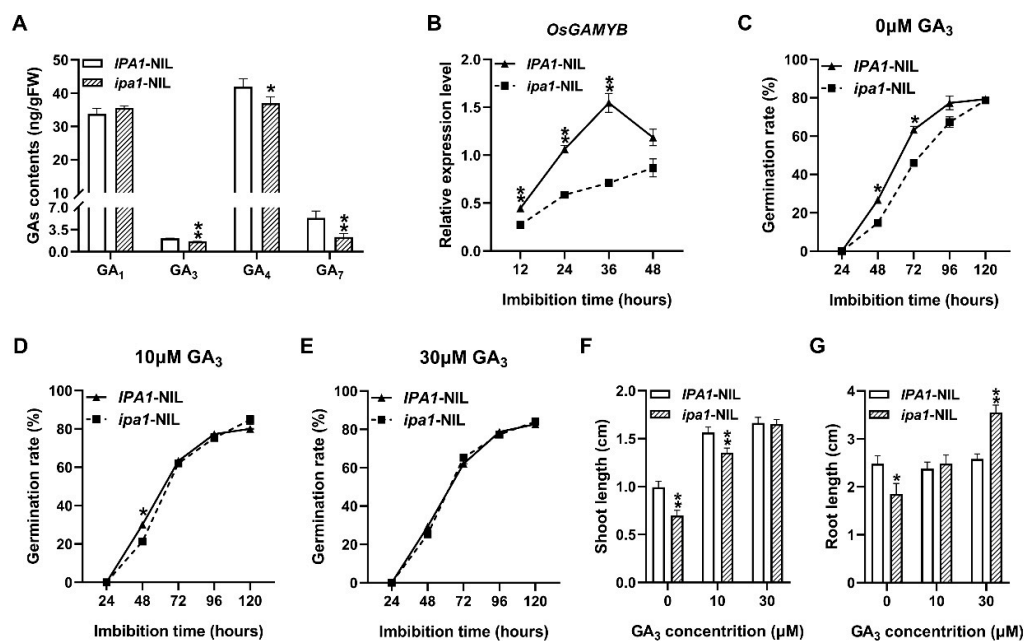 A
GAs contents (ng/gFW)
50
40
30
20
10
7.0
3.5
0.0
IPA1-NIL
ipa1-NIL
**
*
**
GA₁
GA₃
GA₄
GA₇
B
OsGAMYB
Relative expression level
2.0
1.5
1.0
0.5
0.0
IPA1-NIL
ipa1-NIL
**
**
**
12
24
36
48
Imbibition time (hours)
C
0μM GA₃
Germination rate (%)
100
80
60
40
20
0
IPA1-NIL
ipa1-NIL
*
*
24
48
72
96
120
Imbibition time (hours)
D
10μM GA₃
Germination rate (%)
100
80
60
40
20
0
IPA1-NIL
ipa1-NIL
*
24
48
72
96
120
Imbibition time (hours)
E
30μM GA₃
Germination rate (%)
100
80
60
40
20
0
IPA1-NIL
ipa1-NIL
24
48
72
96
120
Imbibition time (hours)
F
Shoot length (cm)
1.0
1.5
1.0
0.5
0.0
IPA1-NIL
ipa1-NIL
**
**
0
10
30
GA₃ concentrition (μM)
G
Root length (cm)
4
3
2
1
0
IPA1-NIL
ipa1-NIL
*
**
0
10
30
GA₃ concentrition (μM)